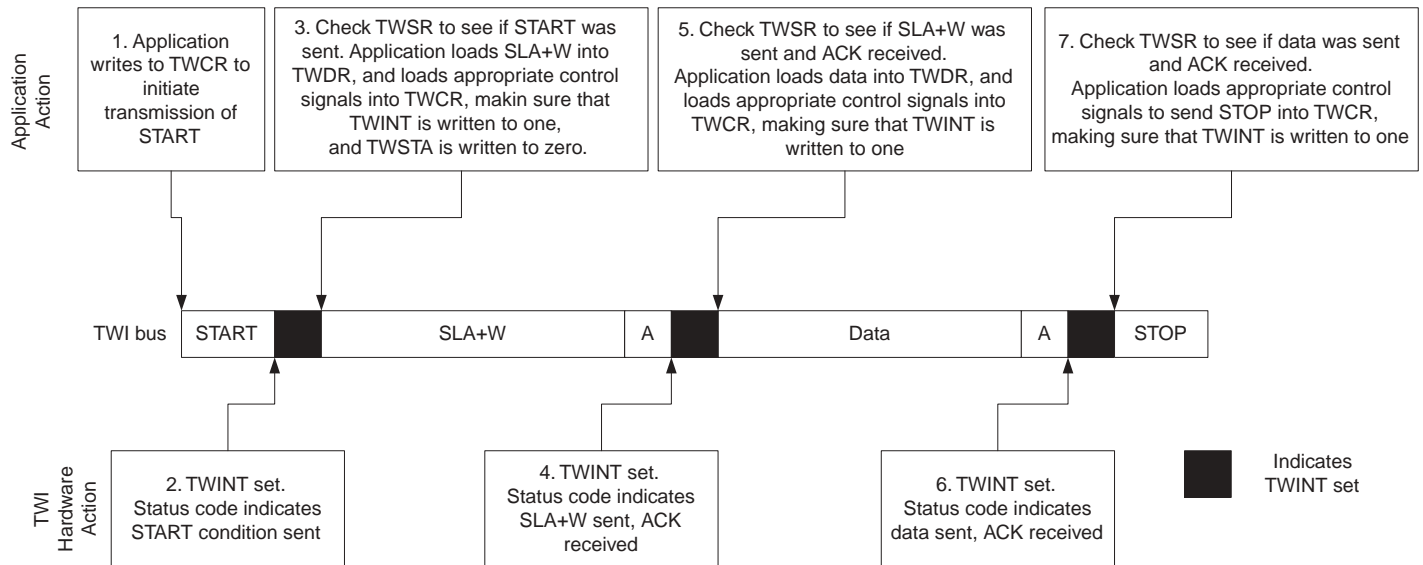 Application
Action
1. Application
writes to TWCR to
initiate
transmission of
START
3. Check TWSR to see if START was
sent. Application loads SLA+W into
TWDR, and loads appropriate control
signals into TWCR, makin sure that
TWINT is written to one,
and TWSTA is written to zero.
5. Check TWSR to see if SLA+W was
sent and ACK received.
Application loads data into TWDR, and
loads appropriate control signals into
TWCR, making sure that TWINT is
written to one
7. Check TWSR to see if data was sent
and ACK received.
Application loads appropriate control
signals to send STOP into TWCR,
making sure that TWINT is written to one
TWI bus
START
SLA+W
A
Data
A
STOP
TWI
Hardware
Action
2. TWINT set.
Status code indicates
START condition sent
4. TWINT set.
Status code indicates
SLA+W sent, ACK
received
6. TWINT set.
Status code indicates
data sent, ACK received
Indicates
TWINT set